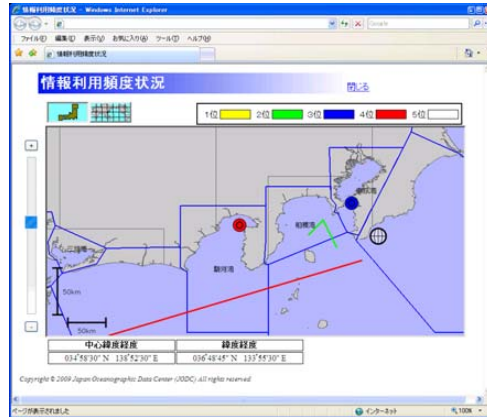 情報利用頻度状況 - Windows Internet Explorer
Google
ファイル(F) 編集(E) 表示(V) お気に入り(A) ツール(T) ヘルプ(H)
情報利用頻度状況
情報利用頻度状況
閉じる
1位 2位 3位 4位 5位
+
東京湾
相模湾
駿河湾
50km
50km
-
中心緯度経度 緯度経度
034°58'30" N 138°52'30" E 036°48'45" N 133°55'30" E
Copyright © 2009 Japan Oceanographic Data Center (JODC) All rights reserved.
ページが表示されました
インターネット
100%